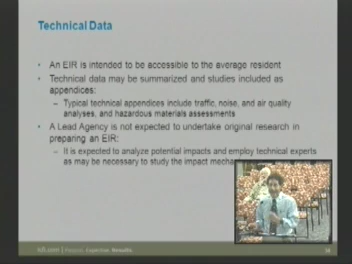 Technical Data
• An EIR is intended to be accessible to the average resident
• Technical data may be summarized and studies included as
appendices:
– Typical technical appendices include traffic, noise, and air quality
analyses, and hazardous materials assessments
• A Lead Agency is not expected to undertake original research in
preparing an EIR:
– It is expected to analyze potential impacts and employ technical experts
as may be necessary to study the impact